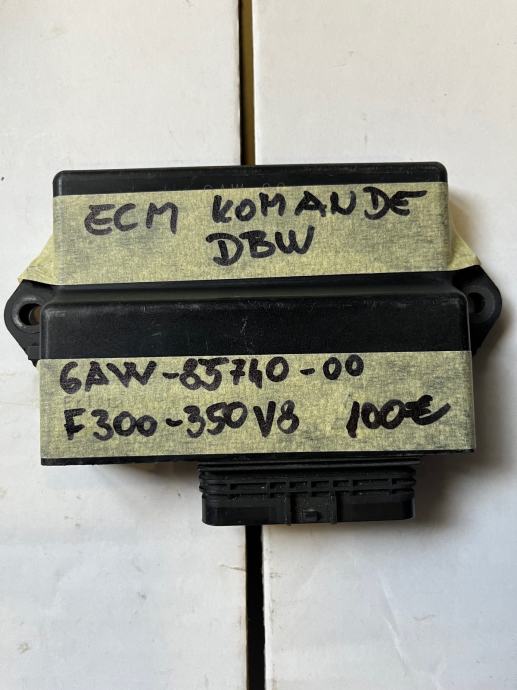 ECM KOMANDE
DBW
6AW-85740-00
F300-350V8 100€